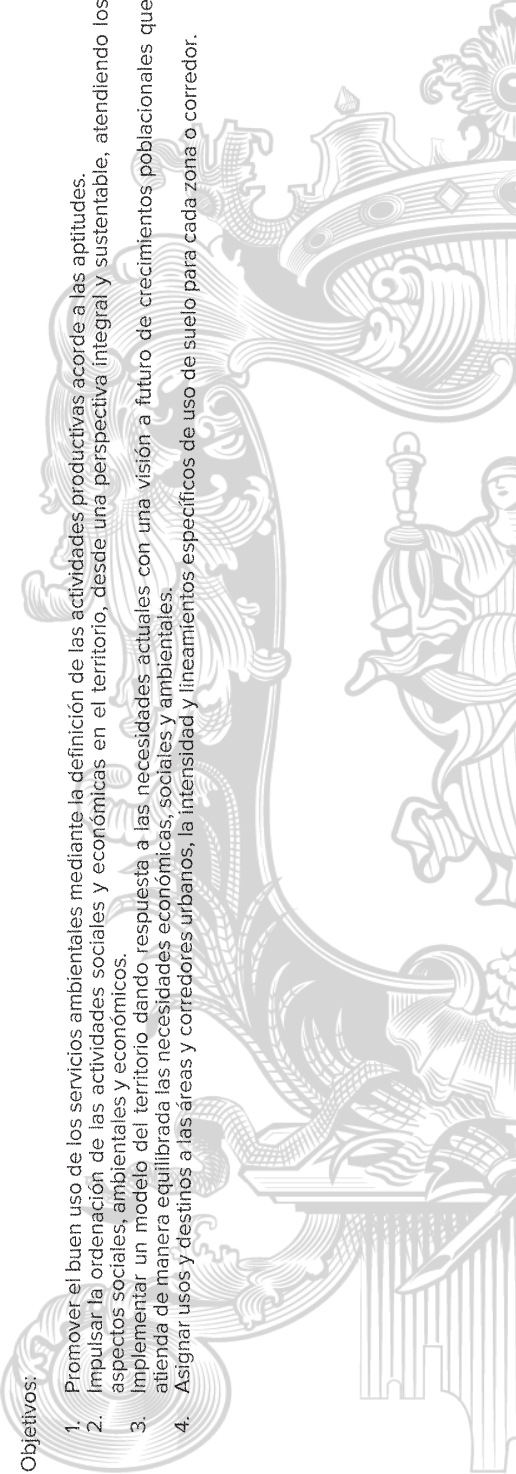 Objetivos:
1. Promover el buen uso de los servicios ambientales mediante la definición de las actividades productivas acorde a las aptitudes.
2. Impulsar la ordenación de las actividades sociales y económicas en el territorio, desde una perspectiva integral y sustentable, atendiendo los
aspectos sociales, ambientales y económicos.
3. Implementar un modelo del territorio dando respuesta a las necesidades actuales con una visión a futuro de crecimientos poblacionales que
atienda de manera equilibrada las necesidades económicas, sociales y ambientales.
4. Asignar usos y destinos a las áreas y corredores urbanos, la intensidad y lineamientos específicos de uso de suelo para cada zona o corredor.